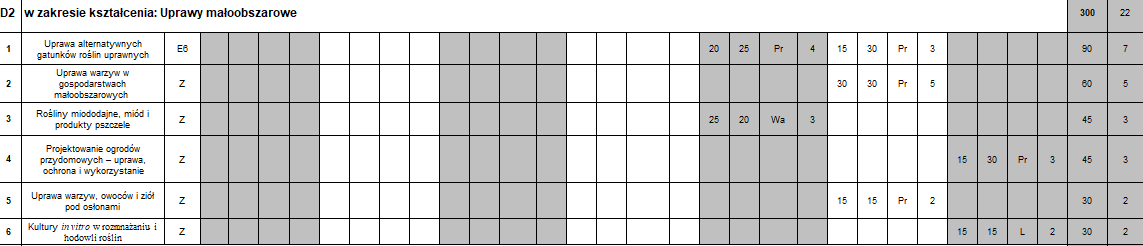 D2 w zakresie kształcenia: Uprawy małoobszarowe 300 22
1 Uprawa alternatywnych gatunków roślin uprawnych E6 20 25 Pr 4 15 30 Pr 3 90 7
2 Uprawa warzyw w gospodarstwach małoobszarowych Z 30 30 Pr 5 60 5
3 Rośliny miododajne, miód i produkty pszczele Z 25 20 Wa 3 45 3
4 Projektowanie ogrodów przydomowych – uprawa, ochrona i wykorzystanie Z 15 30 Pr 3 45 3
5 Uprawa warzyw, owoców i ziół pod osłonami Z 15 15 Pr 2 30 2
6 Kultury in vitro w rozmnażaniu i hodowli roślin Z 15 15 L 2 30 2